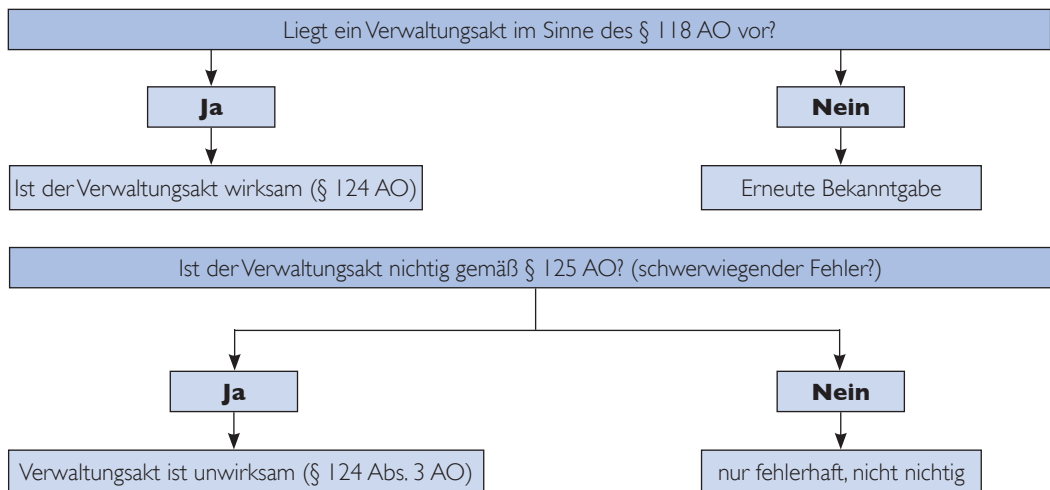 Liegt ein Verwaltungsakt im Sinne des § 118 AO vor?
Ja
Nein
Ist der Verwaltungsakt wirksam (§ 124 AO)
Erneute Bekanntgabe
Ist der Verwaltungsakt nichtig gemäß § 125 AO? (schwerwiegender Fehler?)
Ja
Nein
Verwaltungsakt ist unwirksam (§ 124 Abs. 3 AO)
nur fehlerhaft, nicht nichtig